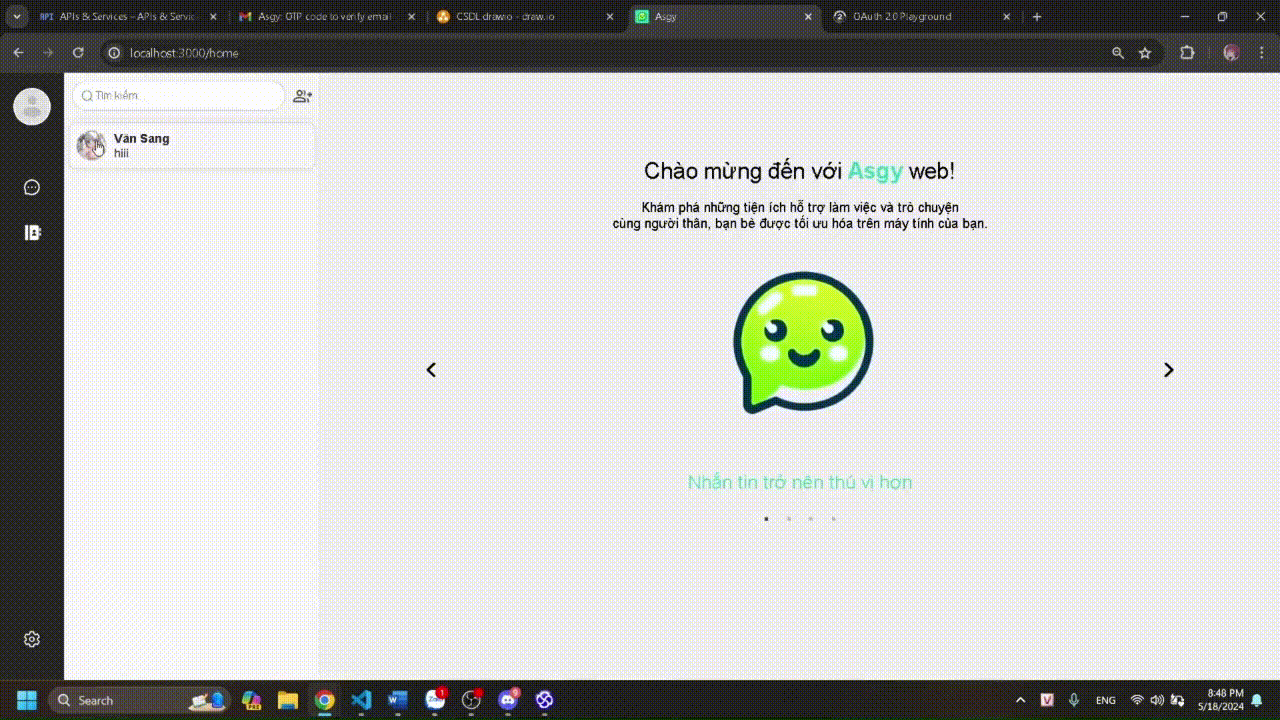 APIs & Services - APIs & Servic
Asgy: OTP code to verify email
CSDL.drawio - draw.io
Asgy
OAuth 2.0 Playground
localhost:3000/home
Tìm kiếm...
Văn Sang
hiii
Chào mừng đến với Asgy web!
Khám phá những tiện ích hỗ trợ làm việc và trò chuyện
cùng người thân, bạn bè được tối ưu hóa trên máy tính của bạn.
Nhắn tin trở nên thú vị hơn
Search
ENG
8:48 PM
5/18/2024